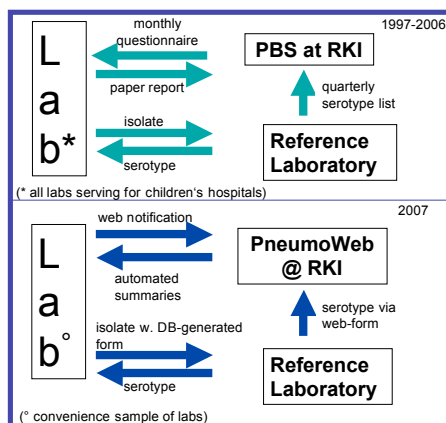 1997-2006
monthly
questionnaire
L
a
b*
PBS at RKI
paper report
quarterly
serotype list
isolate
serotype
Reference
Laboratory
(* all labs serving for children's hospitals)
2007
web notification
L
a
b°
PneumoWeb
@ RKI
automated
summaries
serotype via
web-form
isolate w. DB-generated
form
serotype
Reference
Laboratory
(° convenience sample of labs)